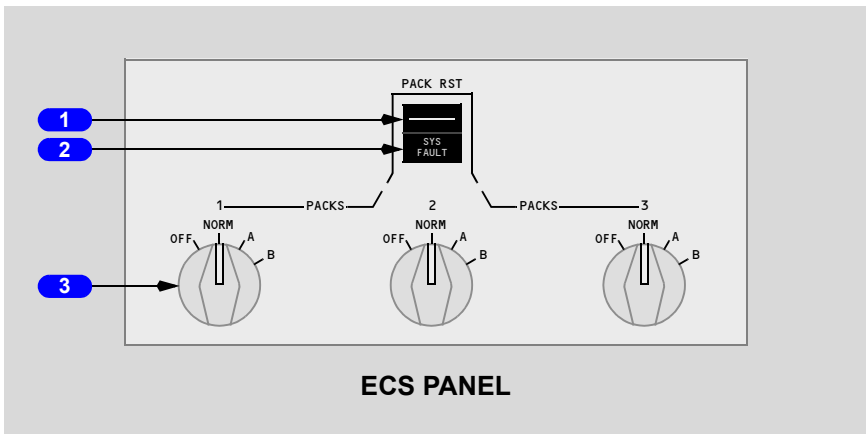 PACK RST
1
2
SYS
FAULT
1 PACKS 2 PACKS 3
NORM NORM NORM
OFF A OFF A OFF A
B B B
3
ECS PANEL